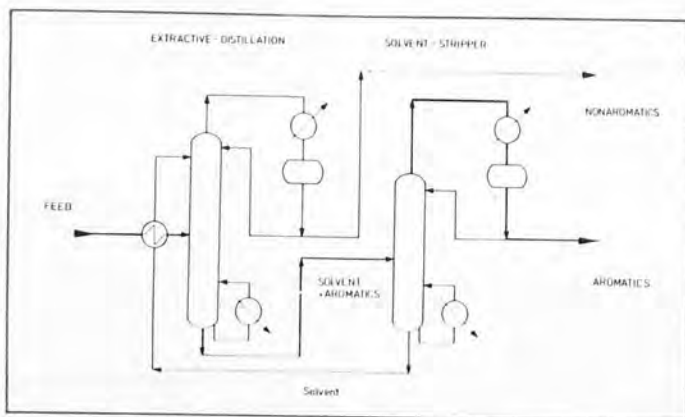 EXTRACTIVE-DISTILLATION
SOLVENT-STRIPPER
NONAROMATICS
FEED
SOLVENT
+AROMATICS
AROMATICS
Solvent